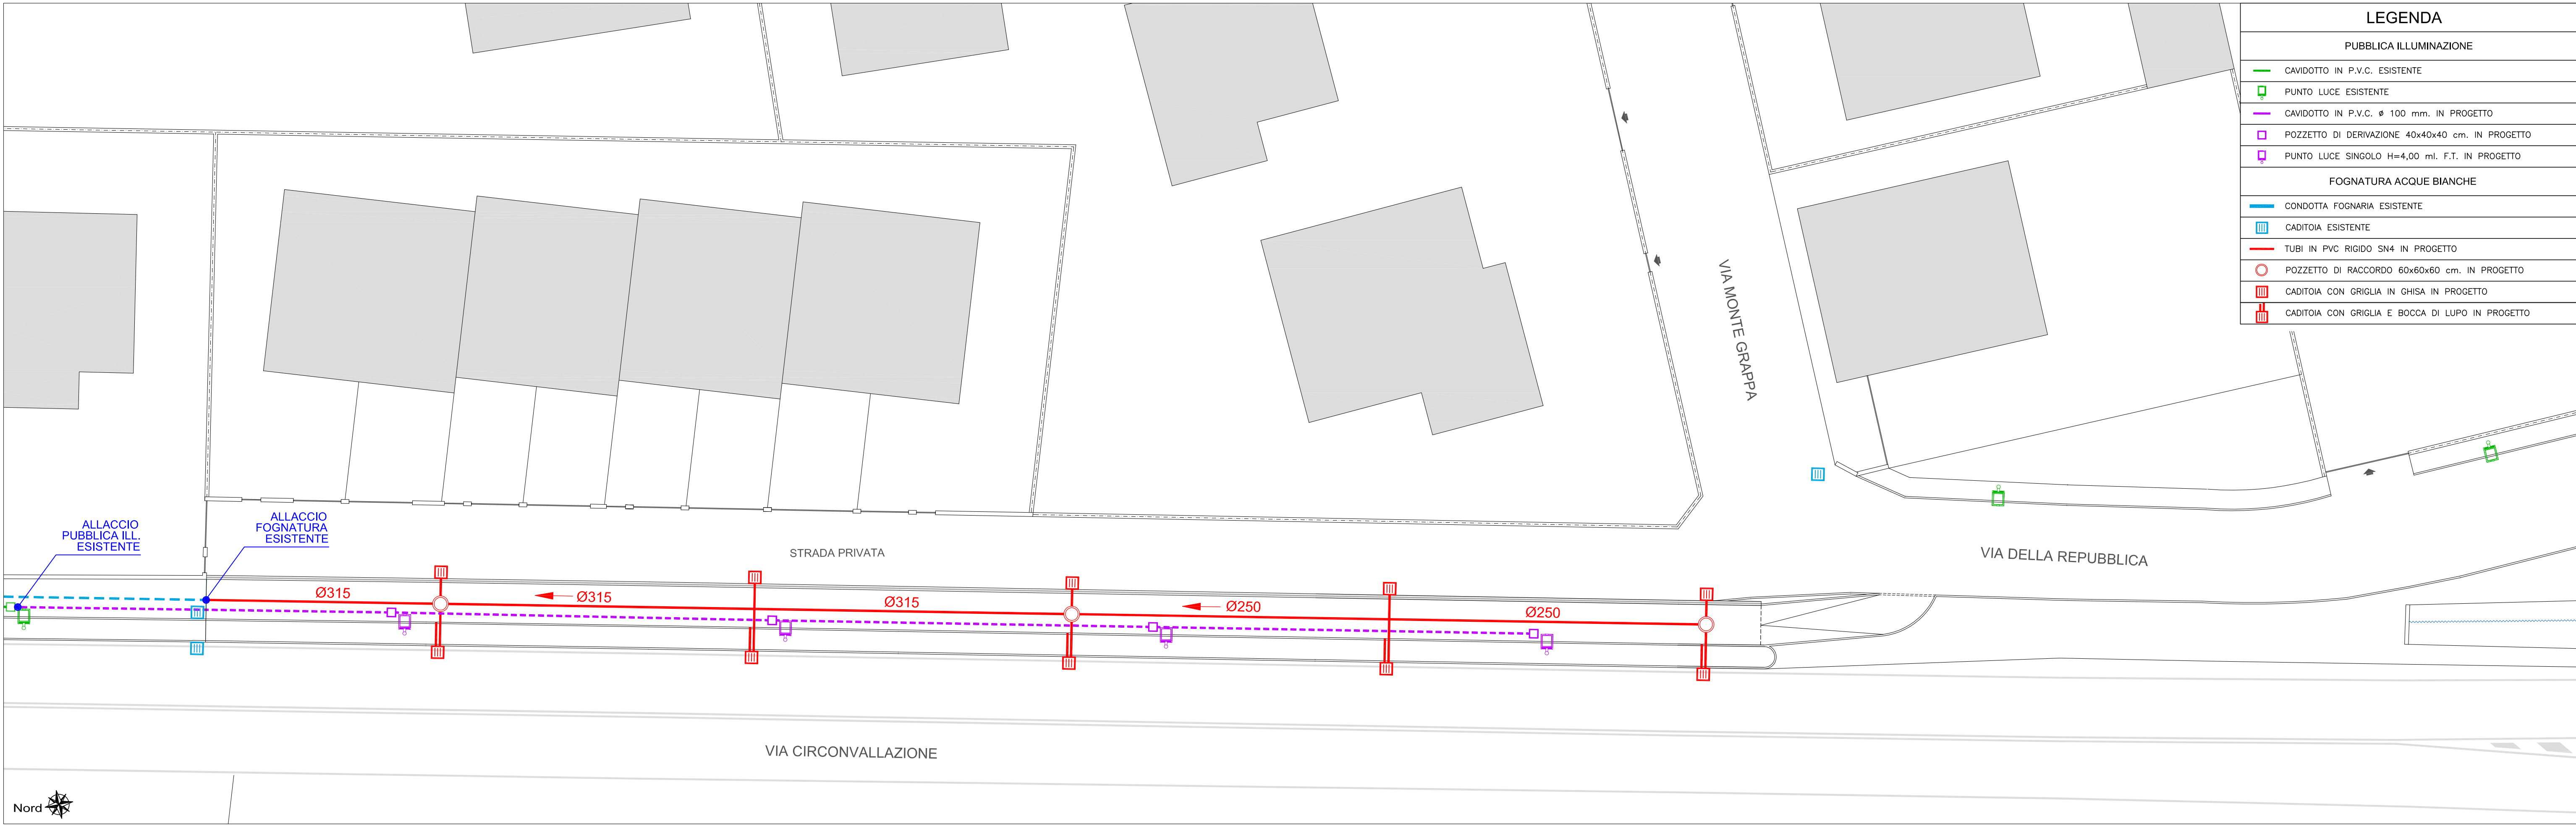 LEGENDA
PUBBLICA ILLUMINAZIONE
CAVIDOTTO IN P.V.C. ESISTENTE
PUNTO LUCE ESISTENTE
CAVIDOTTO IN P.V.C. ø 100 mm. IN PROGETTO
POZZETTO DI DERIVAZIONE 40x40x40 cm. IN PROGETTO
PUNTO LUCE SINGOLO H=4,00 ml. F.T. IN PROGETTO
FOGNATURA ACQUE BIANCHE
CONDOTTA FOGNARIA ESISTENTE
CADITOIA ESISTENTE
TUBI IN PVC RIGIDO SN4 IN PROGETTO
POZZETTO DI RACCORDO 60x60x60 cm. IN PROGETTO
CADITOIA CON GRIGLIA IN GHISA IN PROGETTO
CADITOIA CON GRIGLIA E BOCCA DI LUPO IN PROGETTO
VIA MONTE GRAPPA
ALLACCIO
PUBBLICA ILL.
ESISTENTE
ALLACCIO
FOGNATURA
ESISTENTE
STRADA PRIVATA
VIA DELLA REPUBBLICA
Ø315
Ø315
Ø315
Ø250
Ø250
VIA CIRCONVALLAZIONE
Nord